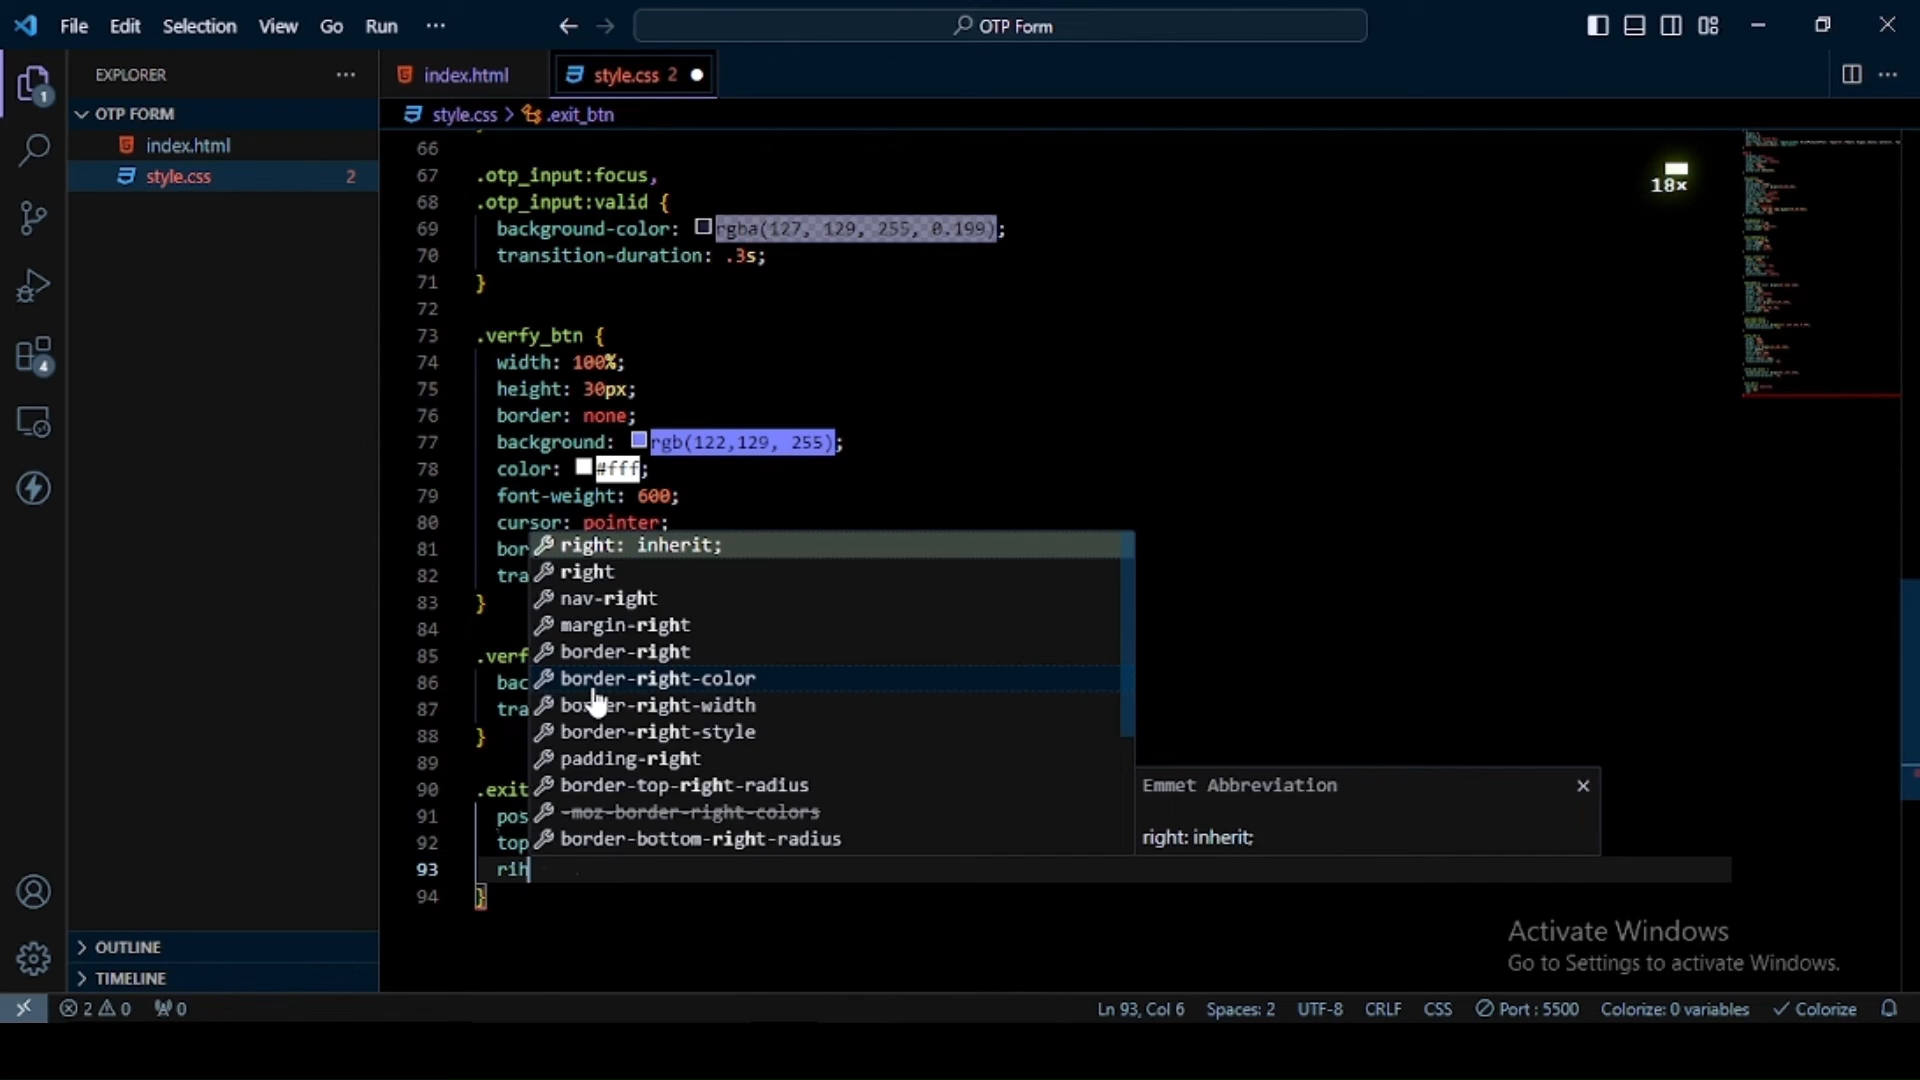 File Edit Selection View Go Run ··· OTP Form
EXPLORER ···
index.html
style.css 2
OTP FORM
style.css > .exit_btn
index.html
style.css 2
18x
66
67 .otp_input:focus,
68 .otp_input:valid {
69 background-color: rgba(127, 129, 255, 0.199);
70 transition-duration: .3s;
71 }
72
73 .verfy_btn {
74 width: 100%;
75 height: 30px;
76 border: none;
77 background: rgb(122,129, 255);
78 color: #fff;
79 font-weight: 600;
80 cursor: pointer;
81 bor
82 tra
83 }
84
85 .verf
86 bac
87 tra
88 }
89
90 .exit
91 pos
92 top
93 rih
94 }
right: inherit;
right
nav-right
margin-right
border-right
border-right-color
border-right-width
border-right-style
padding-right
border-top-right-radius
-moz-border-right-colors
border-bottom-right-radius
Emmet Abbreviation
right: inherit;
1
4
OUTLINE
TIMELINE
Activate Windows
Go to Settings to activate Windows.
2 0 0 Ln 93, Col 6 Spaces: 2 UTF-8 CRLF CSS Port : 5500 Colorize: 0 variables Colorize